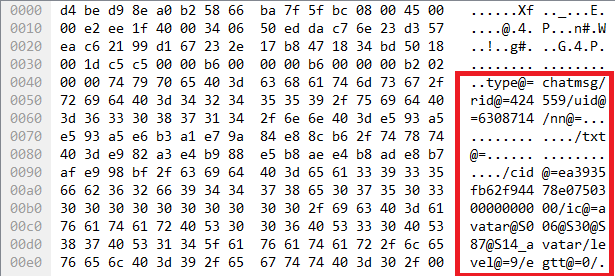 0000 d4 be d9 8e a0 b2 58 66 ba 7f 5f bc 08 00 45 00 ......Xf .._...E.
0010 00 e2 ee 1f 40 00 34 06 50 ed da c7 6e 23 d3 57 ....@.4. P...n#.W
0020 ea c6 21 99 d1 67 23 2e 17 b8 47 18 34 bd 50 18 ..!..g#. ..G.4.P.
0030 00 1d c5 c5 00 00 b6 00 00 00 b6 00 00 00 b2 02 ........ ........
0040 00 00 74 79 70 65 40 3d 63 68 61 74 6d 73 67 2f ..type@= chatmsg/
0050 72 69 64 40 3d 34 32 34 35 35 39 2f 75 69 64 40 rid@=424 559/uid@
0060 3d 36 33 30 38 37 31 34 2f 6e 6e 40 3d e5 93 a5 =6308714 /nn@=...
0070 e5 93 a5 e6 b3 a1 e7 9a 84 e8 8c b6 2f 74 78 74 ........ ..../txt
0080 40 3d e9 82 a3 e4 b9 88 e5 b8 ae e4 b8 ad e8 b7 @=...... ........
0090 af e9 98 bf 2f 63 69 64 40 3d 65 61 33 39 33 35 ..../cid @=ea3935
00a0 66 62 36 32 66 39 34 34 37 38 65 30 37 35 30 33 fb62f944 78e07503
00b0 30 30 30 30 30 30 30 30 30 30 2f 69 63 40 3d 61 00000000 00/ic@=a
00c0 76 61 74 61 72 40 53 30 30 36 40 53 33 30 40 53 vatar@S0 06@S30@S
00d0 38 37 40 53 31 34 5f 61 76 61 74 61 72 2f 6c 65 87@S14_a vatar/le
00e0 76 65 6c 40 3d 39 2f 65 67 74 74 40 3d 30 2f 00 vel@=9/e gtt@=0/.